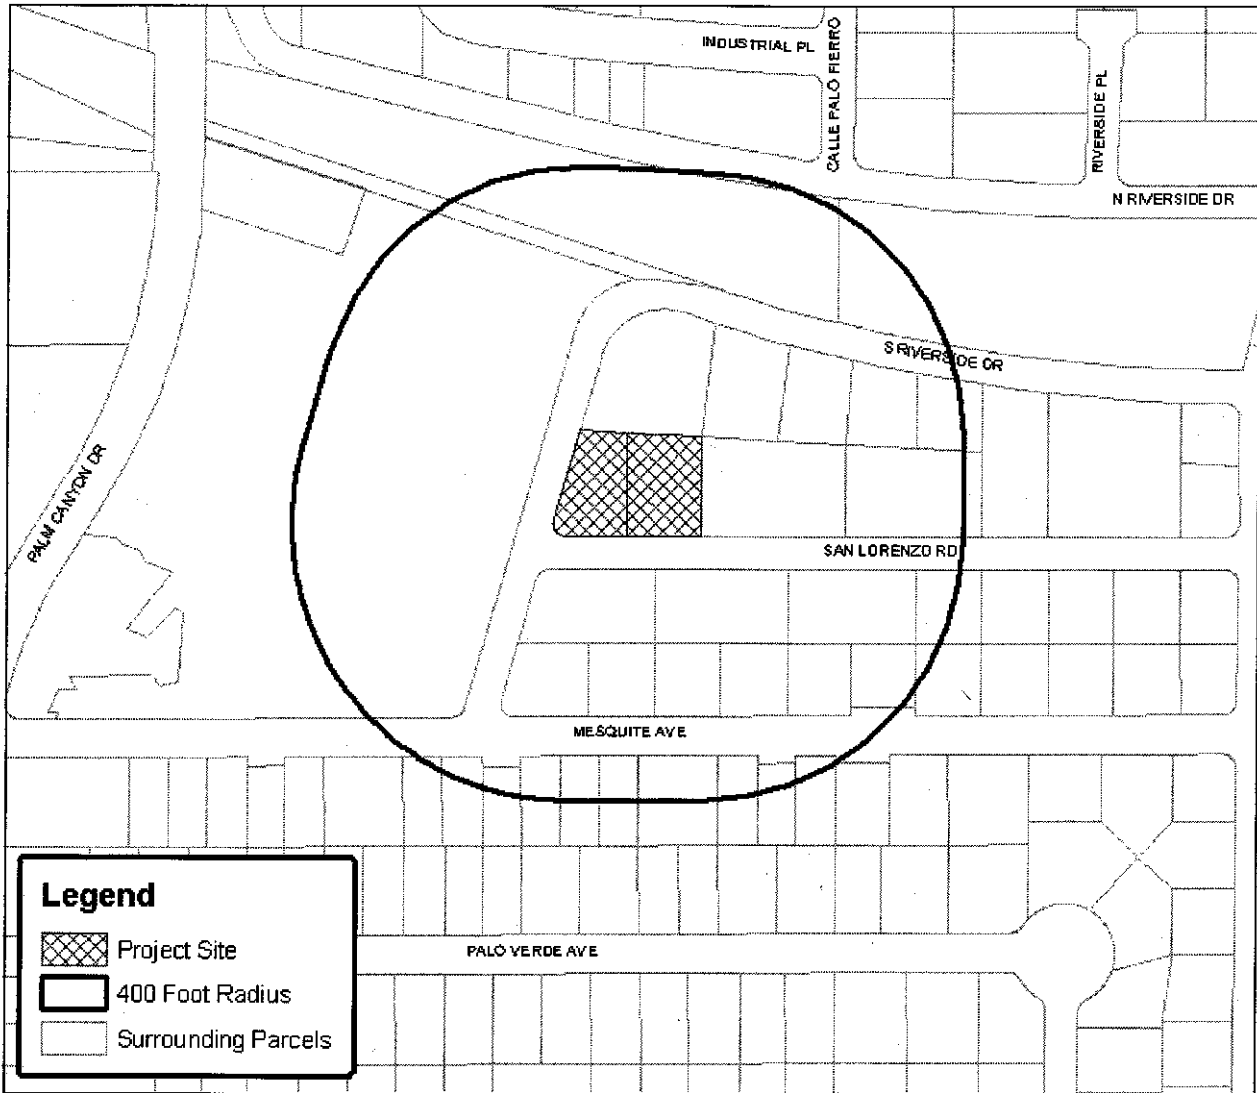 INDUSTRIAL PL
CALLE PALO FIERRO
RIVERSIDE PL
N RIVERSIDE DR
S RIVERSIDE DR
PALM CANYON DR
SAN LORENZO RD
MESQUITE AVE
PALO VERDE AVE
Legend
Project Site
400 Foot Radius
Surrounding Parcels